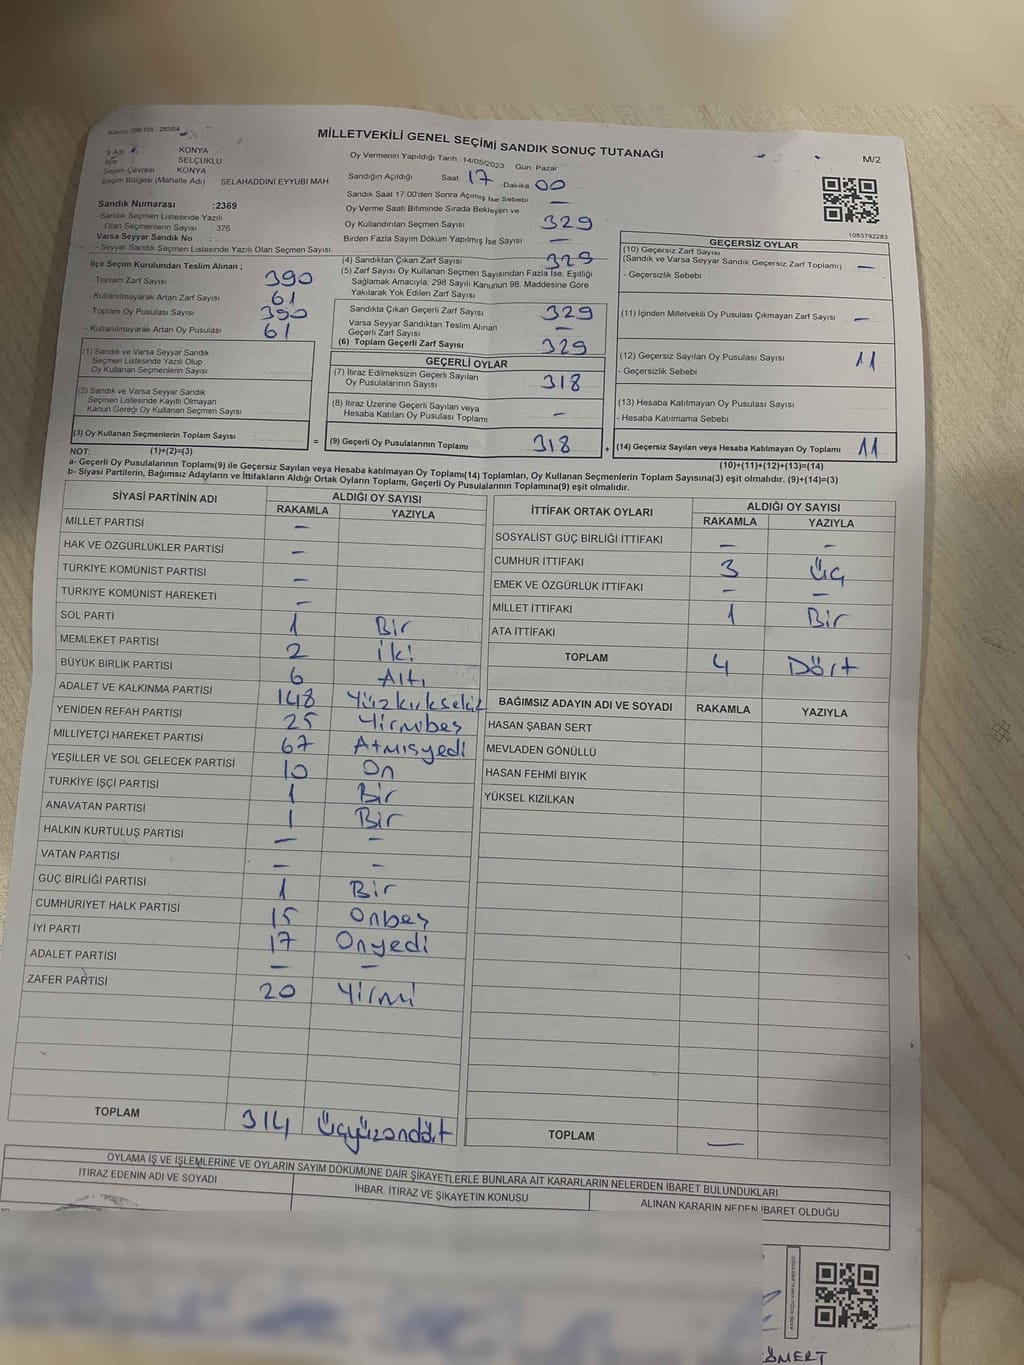 Kanun: 298/105 , 2839/4
MİLLETVEKİLİ GENEL SEÇİMİ SANDIK SONUÇ TUTANAĞI
M/2
İl Adı KONYA
İlçe SELÇUKLU
Seçim Çevresi KONYA
Seçim Bölgesi (Mahalle Adı) SELAHADDİNİ EYYUBİ MAH.
Sandık Numarası :2369
- Sandık Seçmen Listesinde Yazılı
Olan Seçmenlerin Sayısı : 376
Varsa Seyyar Sandık No :
- Seyyar Sandık Seçmen Listesinde Yazılı Olan Seçmen Sayısı:
Oy Vermenin Yapıldığı Tarih : 14/05/2023 Gün: Pazar
Sandığın Açıldığı Saat 17 Dakika 00
Sandık Saat 17:00'den Sonra Açılmış İse Sebebi —
Oy Verme Saati Bitiminde Sırada Bekleyen ve
Oy Kullandırılan Seçmen Sayısı 329
Birden Fazla Sayım Döküm Yapılmış İse Sayısı —
1083792283
İlçe Seçim Kurulundan Teslim Alınan ;
- Toplam Zarf Sayısı 390
- Kullanılmayarak Artan Zarf Sayısı 61
- Toplam Oy Pusulası Sayısı 390
- Kullanılmayarak Artan Oy Pusulası 61
(1) Sandık ve Varsa Seyyar Sandık
Seçmen Listesinde Yazılı Olup
Oy Kullanan Seçmenlerin Sayısı
(2) Sandık ve Varsa Seyyar Sandık
Seçmen Listesinde Kayıtlı Olmayan
Kanun Gereği Oy Kullanan Seçmen Sayısı
(3) Oy Kullanan Seçmenlerin Toplam Sayısı
(1)+(2)=(3)
(4) Sandıktan Çıkan Zarf Sayısı 329
(5) Zarf Sayısı Oy Kullanan Seçmen Sayısından Fazla İse, Eşitliği
Sağlamak Amacıyla, 298 Sayılı Kanunun 98. Maddesine Göre
Yakılarak Yok Edilen Zarf Sayısı
Sandıkta Çıkan Geçerli Zarf Sayısı 329
Varsa Seyyar Sandıktan Teslim Alınan
Geçerli Zarf Sayısı —
(6) Toplam Geçerli Zarf Sayısı 329
GEÇERLİ OYLAR
(7) İtiraz Edilmeksizin Geçerli Sayılan
Oy Pusulalarının Sayısı 318
(8) İtiraz Üzerine Geçerli Sayılan veya
Hesaba Katılan Oy Pusulası Toplamı —
= (9) Geçerli Oy Pusulalarının Toplamı 318
GEÇERSİZ OYLAR
(10) Geçersiz Zarf Sayısı
(Sandık ve Varsa Seyyar Sandık Geçersiz Zarf Toplamı) —
- Geçersizlik Sebebi :
(11) İçinden Milletvekili Oy Pusulası Çıkmayan Zarf Sayısı —
(12) Geçersiz Sayılan Oy Pusulası Sayısı 11
- Geçersizlik Sebebi :
(13) Hesaba Katılmayan Oy Pusulası Sayısı
- Hesaba Katılmama Sebebi :
+ (14) Geçersiz Sayılan veya Hesaba Katılmayan Oy Toplamı 11
(10)+(11)+(12)+(13)=(14)
NOT:
a- Geçerli Oy Pusulalarının Toplamı(9) ile Geçersiz Sayılan veya Hesaba katılmayan Oy Toplamı(14) Toplamları, Oy Kullanan Seçmenlerin Toplam Sayısına(3) eşit olmalıdır. (9)+(14)=(3)
b- Siyasi Partilerin, Bağımsız Adayların ve İttifakların Aldığı Ortak Oyların Toplamı, Geçerli Oy Pusulalarının Toplamına(9) eşit olmalıdır.
SİYASİ PARTİNİN ADI ALDIĞI OY SAYISI
RAKAMLA YAZIYLA
MİLLET PARTİSİ —
HAK VE ÖZGÜRLÜKLER PARTİSİ —
TÜRKİYE KOMÜNİST PARTİSİ —
TÜRKİYE KOMÜNİST HAREKETİ —
SOL PARTİ 1 Bir
MEMLEKET PARTİSİ 2 iki
BÜYÜK BİRLİK PARTİSİ 6 Altı
ADALET VE KALKINMA PARTİSİ 148 Yüzkırksekiz
YENİDEN REFAH PARTİSİ 25 Yirmibeş
MİLLİYETÇİ HAREKET PARTİSİ 67 Atmışyedi
YEŞİLLER VE SOL GELECEK PARTİSİ 10 On
TÜRKİYE İŞÇİ PARTİSİ 1 Bir
ANAVATAN PARTİSİ 1 Bir
HALKIN KURTULUŞ PARTİSİ — —
VATAN PARTİSİ — —
GÜÇ BİRLİĞİ PARTİSİ 1 Bir
CUMHURİYET HALK PARTİSİ 15 Onbeş
İYİ PARTİ 17 Onyedi
ADALET PARTİSİ — —
ZAFER PARTİSİ 20 Yirmi
TOPLAM 314 üçyüzondört
İTTİFAK ORTAK OYLARI ALDIĞI OY SAYISI
RAKAMLA YAZIYLA
SOSYALİST GÜÇ BİRLİĞİ İTTİFAKI — —
CUMHUR İTTİFAKI 3 üç
EMEK VE ÖZGÜRLÜK İTTİFAKI — —
MİLLET İTTİFAKI 1 Bir
ATA İTTİFAKI
TOPLAM 4 Dört
BAĞIMSIZ ADAYIN ADI VE SOYADI RAKAMLA YAZIYLA
HASAN ŞABAN SERT
MEVLADEN GÖNÜLLÜ
HASAN FEHMİ BIYIK
YÜKSEL KIZILKAN
TOPLAM —
OYLAMA İŞ VE İŞLEMLERİNE VE OYLARIN SAYIM DÖKÜMÜNE DAİR ŞİKAYETLERLE BUNLARA AİT KARARLARIN NELERDEN İBARET BULUNDUKLARI
İTİRAZ EDENİN ADI VE SOYADI
İHBAR, İTİRAZ VE ŞİKAYETİN KONUSU
ALINAN KARARIN NEDEN İBARET OLDUĞU